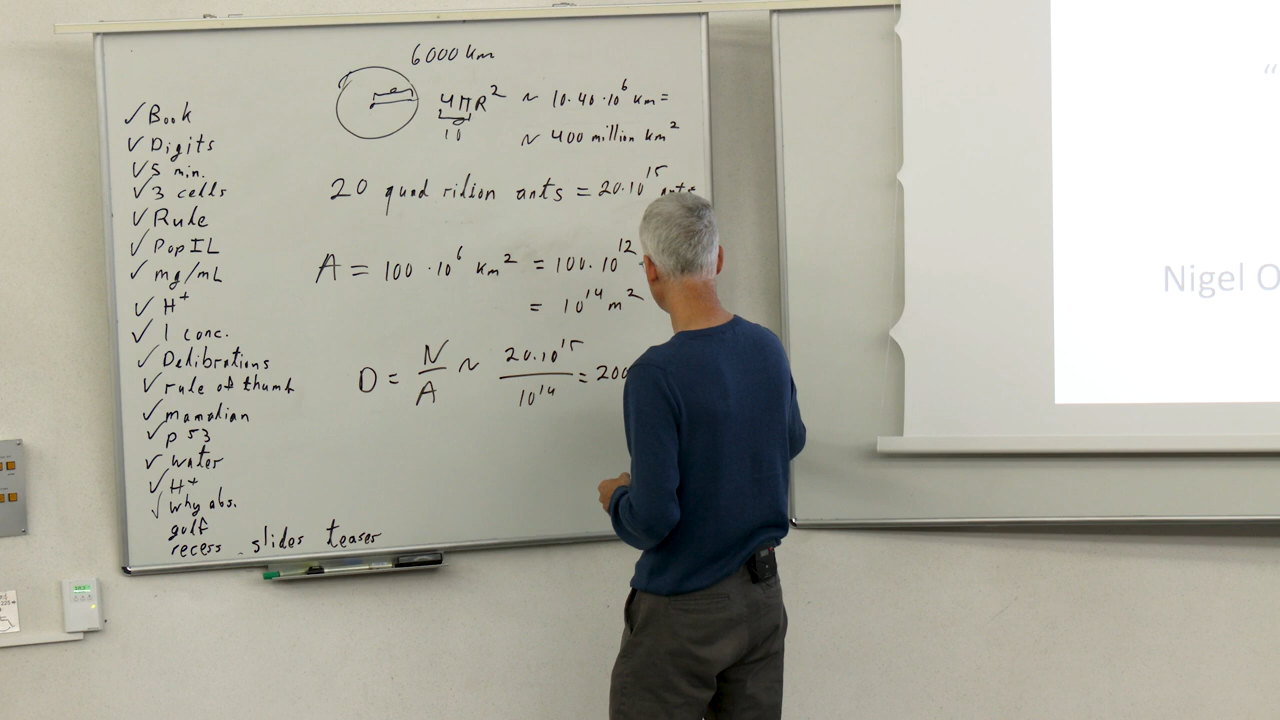 6000 km
4πR² ~ 10·40·10⁶ km =
10
~ 400 million km²
20 quadrillion ants = 20·10¹⁵ ants
A = 100·10⁶ km² = 100·10¹²
= 10¹⁴ m²
D = N/A ~ 20·10¹⁵/10¹⁴ = 200
✓ Book
✓ Digits
✓ 5 min.
✓ 3 cells
✓ Rule
✓ Pop IL
✓ mg/mL
✓ H⁺
✓ 1 conc.
✓ Delibrations
✓ rule of thumb
✓ mamalian
✓ p53
✓ water
✓ H⁺
✓ why abs.
golf
recess - slides teaser
“
Nigel O